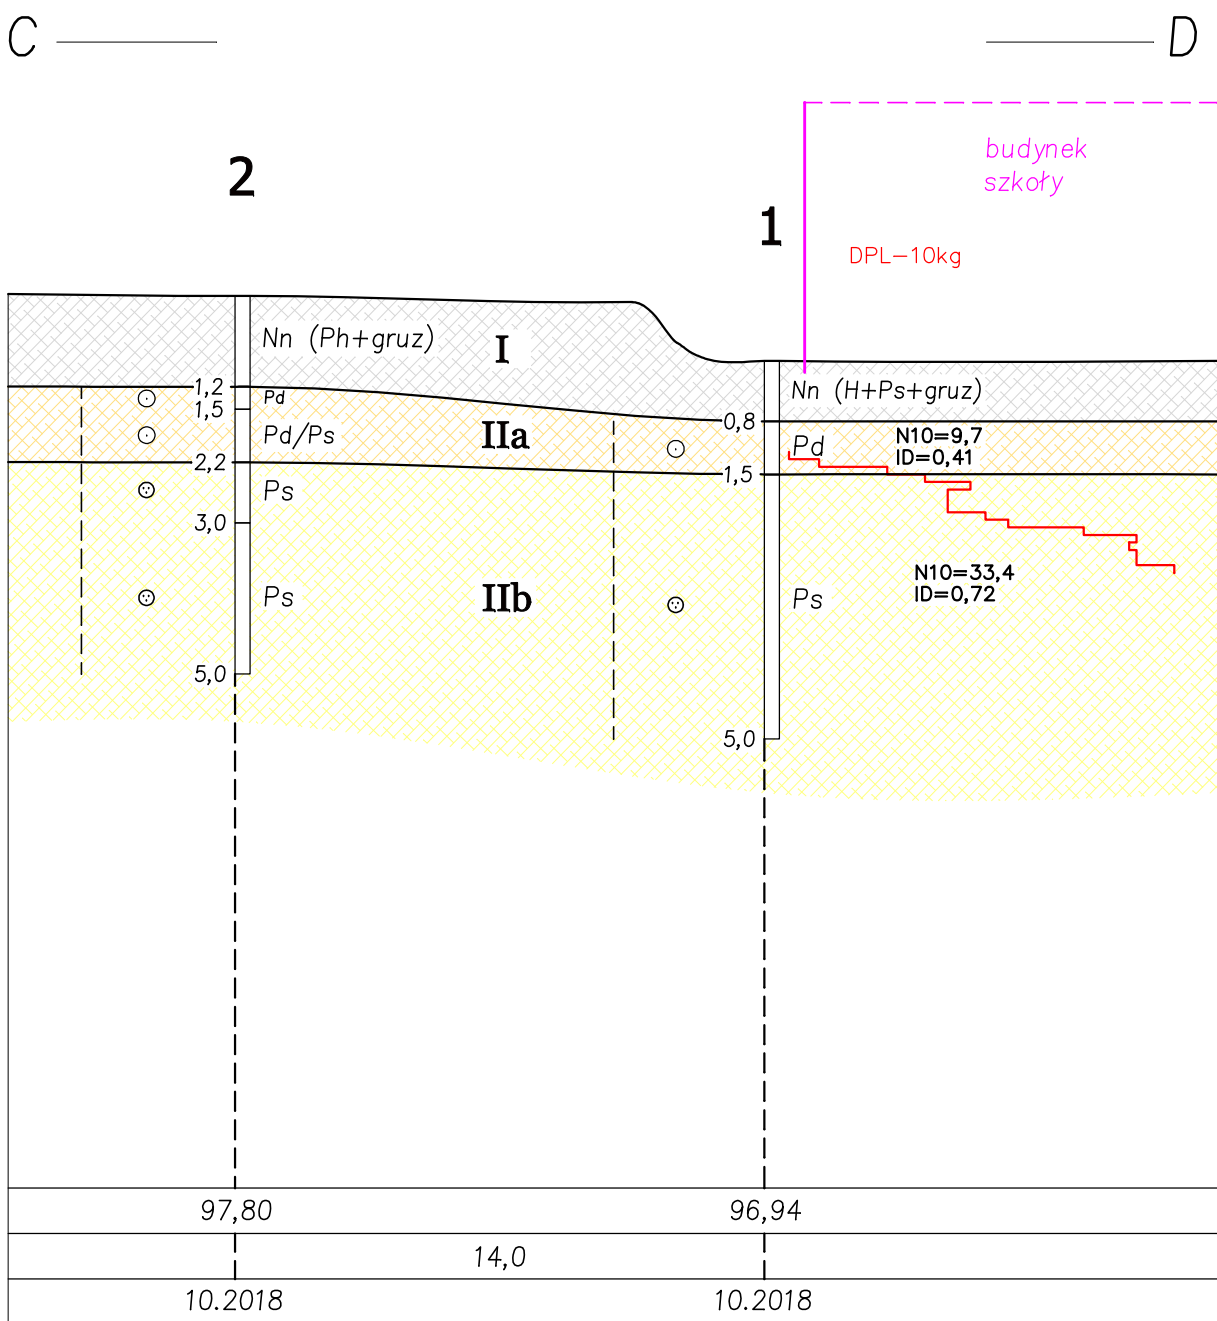 C D
budynek
szkoły
2
1
DPL-10kg
Nn (Ph+gruz)
I
1,2
Pd
Nn (H+Ps+gruz)
1,5
0,8
Pd/Ps
IIa
Pd
N10=9,7
ID=0,41
2,2
1,5
Ps
3,0
N10=33,4
ID=0,72
Ps
IIb
Ps
5,0
5,0
97,80 96,94
14,0
10.2018 10.2018